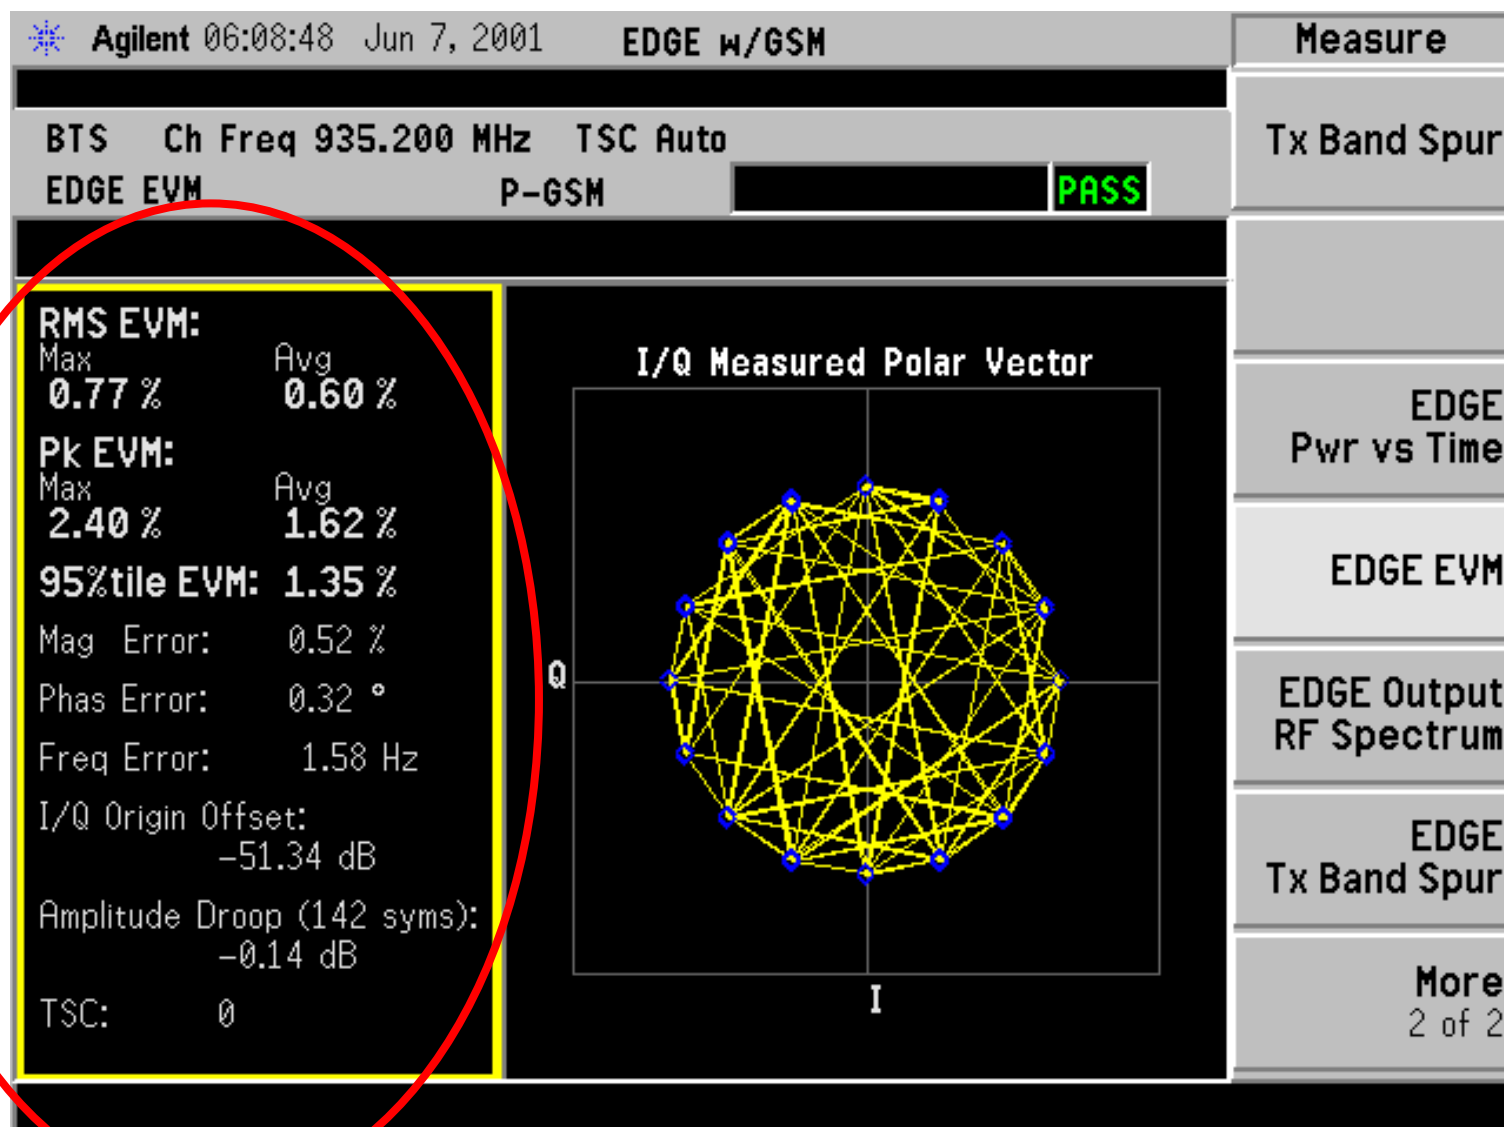 Agilent 06:08:48 Jun 7, 2001 EDGE w/GSM
Measure
BTS Ch Freq 935.200 MHz TSC Auto
EDGE EVM P-GSM PASS
RMS EVM:
Max Avg
0.77 % 0.60 %
Pk EVM:
Max Avg
2.40 % 1.62 %
95%tile EVM: 1.35 %
Mag Error: 0.52 %
Phas Error: 0.32 °
Freq Error: 1.58 Hz
I/Q Origin Offset:
-51.34 dB
Amplitude Droop (142 syms):
-0.14 dB
TSC: 0
I/Q Measured Polar Vector
Q
I
Tx Band Spur
EDGE
Pwr vs Time
EDGE EVM
EDGE Output
RF Spectrum
EDGE
Tx Band Spur
More
2 of 2